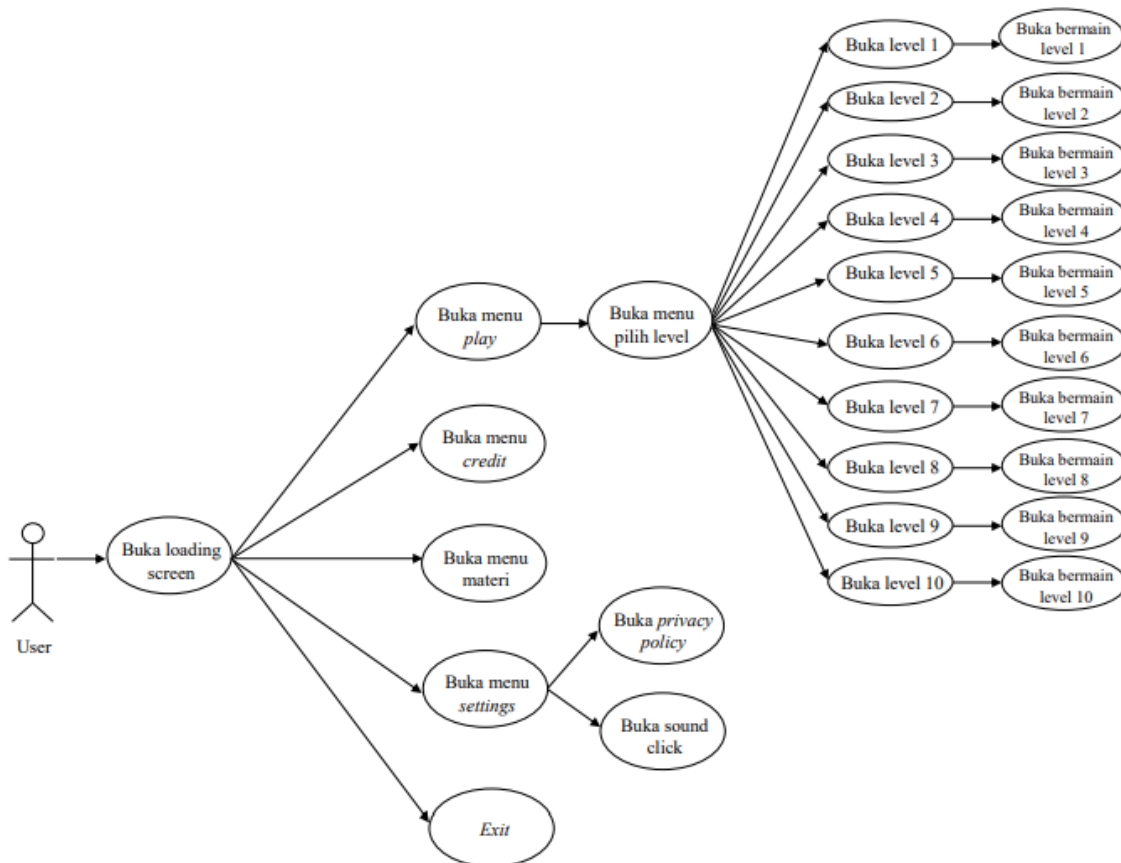 Buka level 1
Buka bermain
level 1
Buka level 2
Buka bermain
level 2
Buka level 3
Buka bermain
level 3
Buka level 4
Buka bermain
level 4
Buka level 5
Buka bermain
level 5
Buka menu
play
Buka menu
pilih level
Buka level 6
Buka bermain
level 6
Buka level 7
Buka bermain
level 7
Buka menu
credit
Buka level 8
Buka bermain
level 8
Buka level 9
Buka bermain
level 9
Buka loading
screen
Buka menu
materi
Buka level 10
Buka bermain
level 10
User
Buka privacy
policy
Buka menu
settings
Buka sound
click
Exit